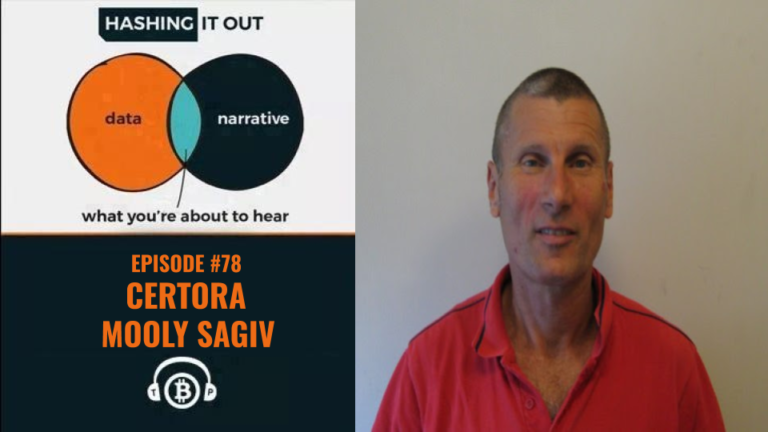 HASHING IT OUT
data
narrative
what you're about to hear
EPISODE #78
CERTORA
MOOLY SAGIV
T
P